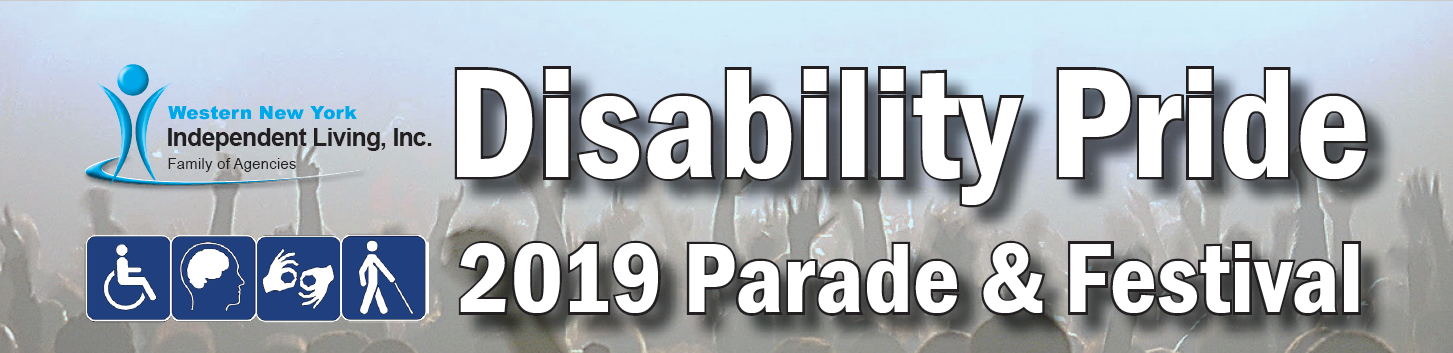 Western New York
Independent Living, Inc.
Family of Agencies
Disability Pride
2019 Parade & Festival